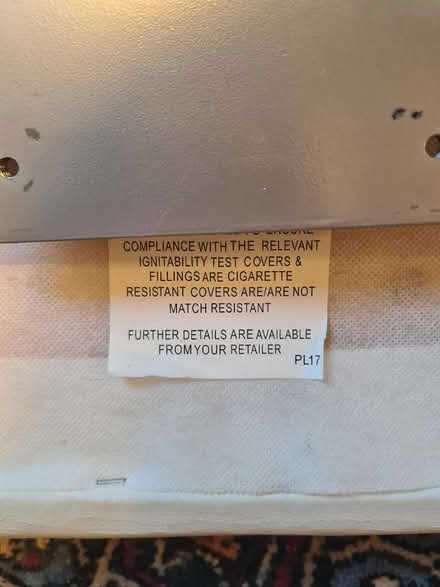 ENSURE
COMPLIANCE WITH THE RELEVANT
IGNITABILITY TEST COVERS &
FILLINGS ARE CIGARETTE
RESISTANT COVERS ARE/ARE NOT
MATCH RESISTANT
FURTHER DETAILS ARE AVAILABLE
FROM YOUR RETAILER
PL17